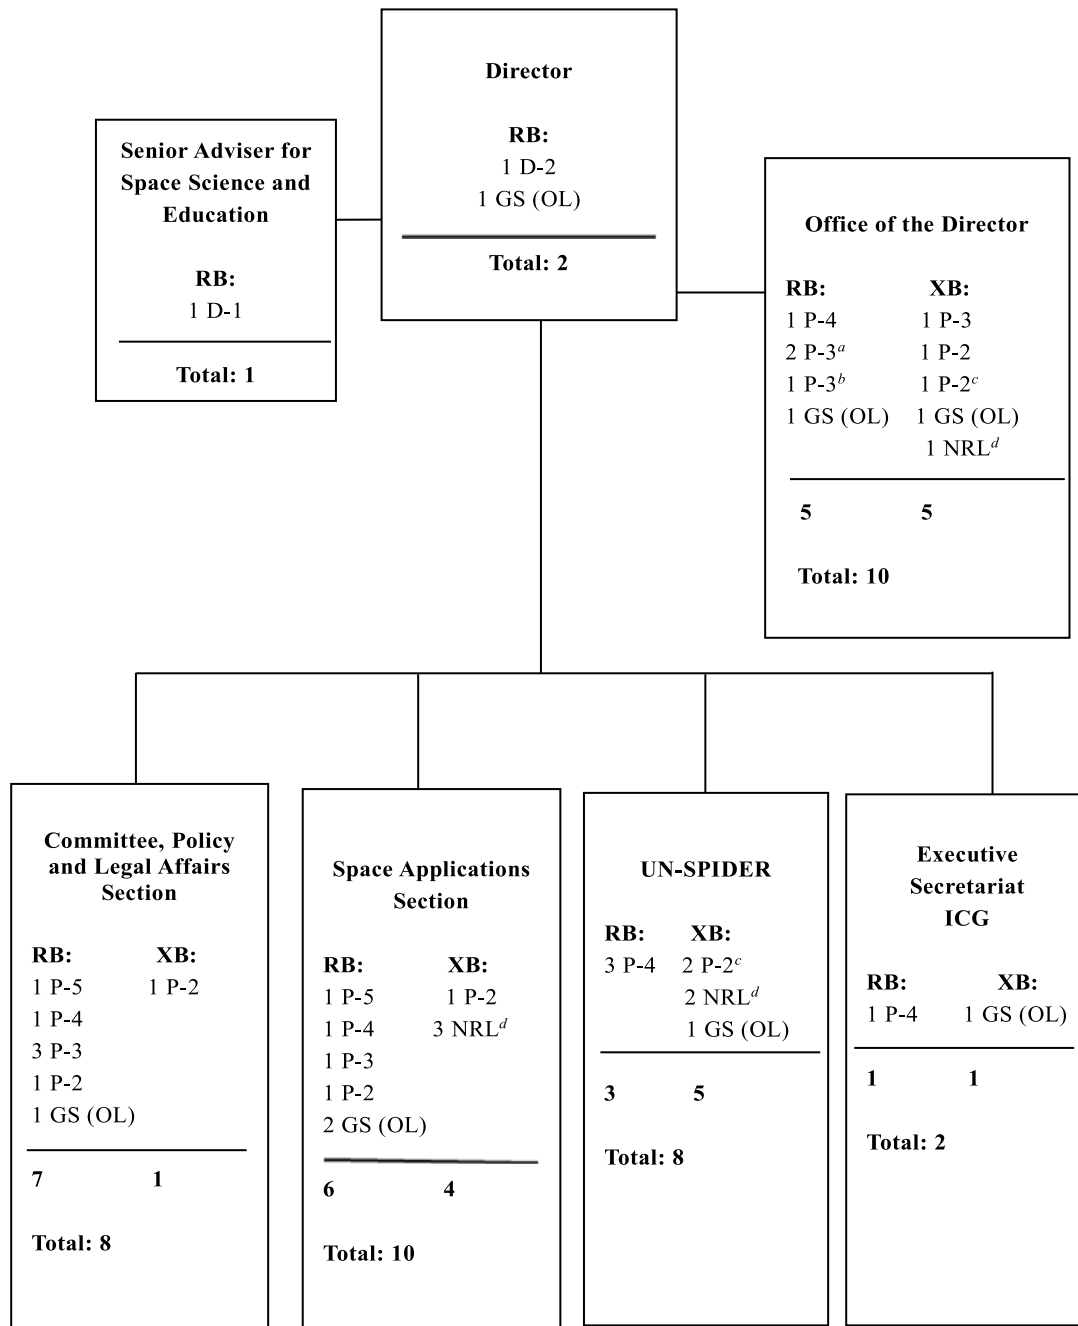 Director
RB:
1 D-2
1 GS (OL)
Total: 2
Senior Adviser for
Space Science and
Education
RB:
1 D-1
Total: 1
Office of the Director
RB: XB:
1 P-4 1 P-3
2 P-3a 1 P-2
1 P-3b 1 P-2c
1 GS (OL) 1 GS (OL)
1 NRLd
5 5
Total: 10
Committee, Policy
and Legal Affairs
Section
RB: XB:
1 P-5 1 P-2
1 P-4
3 P-3
1 P-2
1 GS (OL)
7 1
Total: 8
Space Applications
Section
RB: XB:
1 P-5 1 P-2
1 P-4 3 NRLd
1 P-3
1 P-2
2 GS (OL)
6 4
Total: 10
UN-SPIDER
RB: XB:
3 P-4 2 P-2c
2 NRLd
1 GS (OL)
3 5
Total: 8
Executive
Secretariat
ICG
RB: XB:
1 P-4 1 GS (OL)
1 1
Total: 2